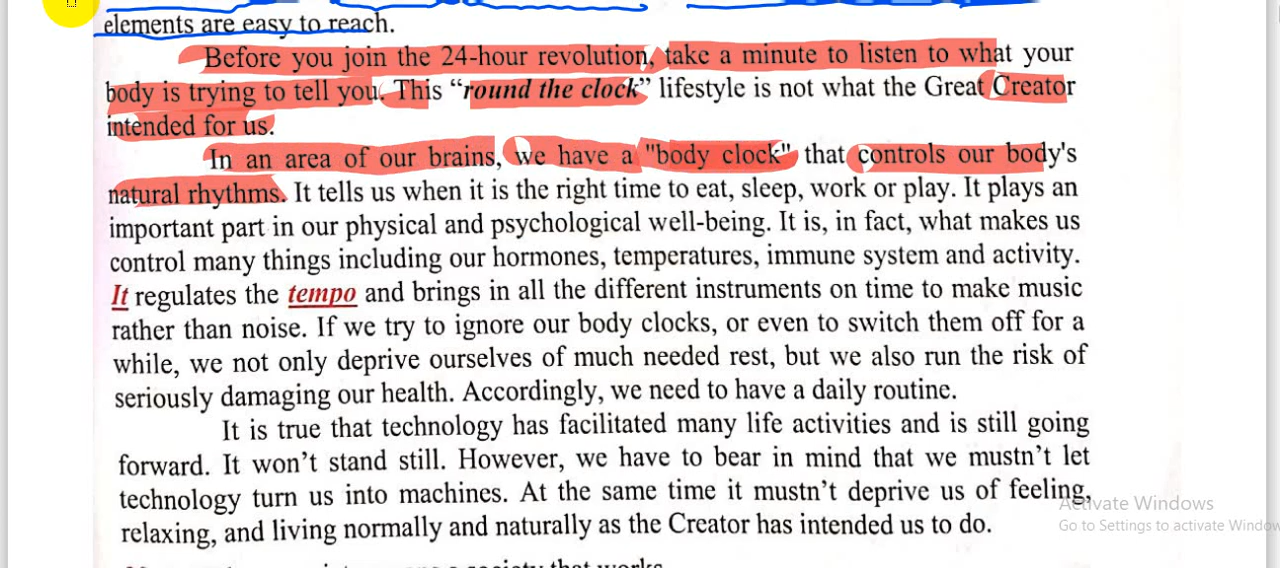 elements are easy to reach.
Before you join the 24-hour revolution, take a minute to listen to what your
body is trying to tell you. This “round the clock” lifestyle is not what the Great Creator
intended for us.
In an area of our brains, we have a "body clock" that controls our body's
natural rhythms. It tells us when it is the right time to eat, sleep, work or play. It plays an
important part in our physical and psychological well-being. It is, in fact, what makes us
control many things including our hormones, temperatures, immune system and activity.
It regulates the tempo and brings in all the different instruments on time to make music
rather than noise. If we try to ignore our body clocks, or even to switch them off for a
while, we not only deprive ourselves of much needed rest, but we also run the risk of
seriously damaging our health. Accordingly, we need to have a daily routine.
It is true that technology has facilitated many life activities and is still going
forward. It won’t stand still. However, we have to bear in mind that we mustn’t let
technology turn us into machines. At the same time it mustn’t deprive us of feeling,
relaxing, and living normally and naturally as the Creator has intended us to do.
Activate Windows
Go to Settings to activate Window
society that works